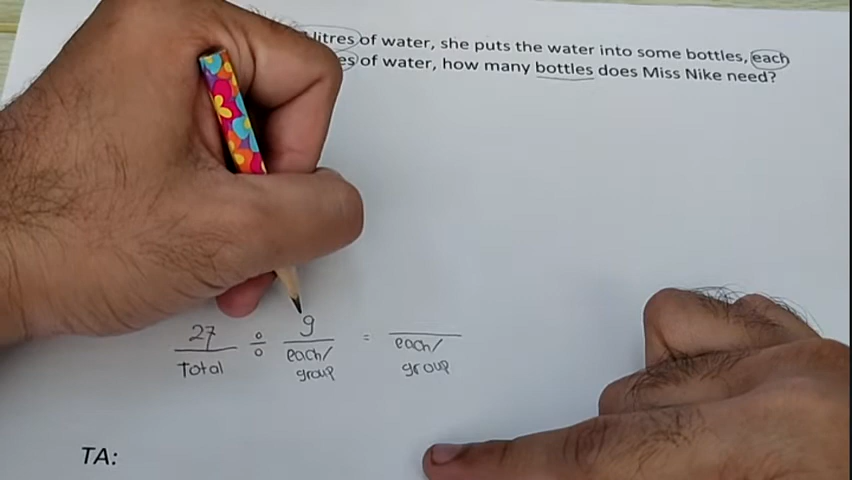 litres of water, she puts the water into some bottles, each
es of water, how many bottles does Miss Nike need?
27 ÷ 9 =
Total each/ group each/ group
TA: